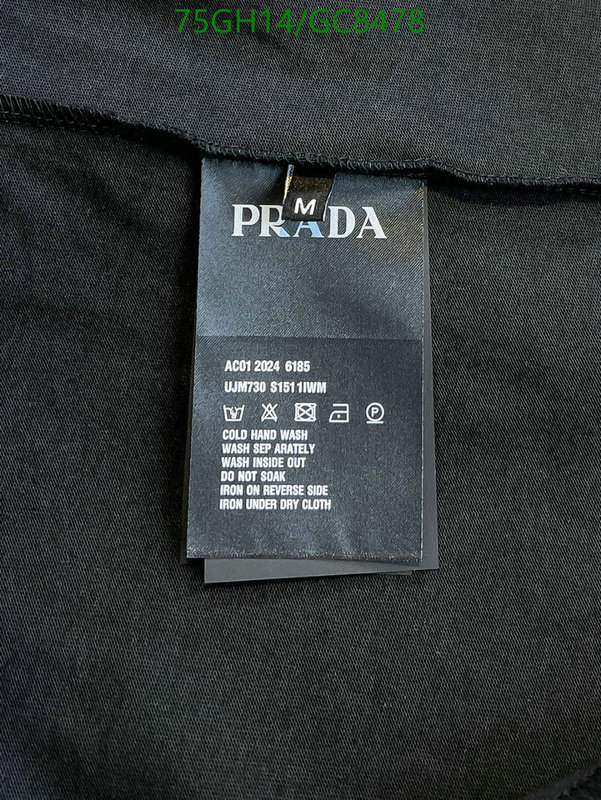 75GH14/GC8478
M
PRADA
AC01 2024 6185
UJM730 S1511IWM
P
COLD HAND WASH
WASH SEP ARATELY
WASH INSIDE OUT
DO NOT SOAK
IRON ON REVERSE SIDE
IRON UNDER DRY CLOTH